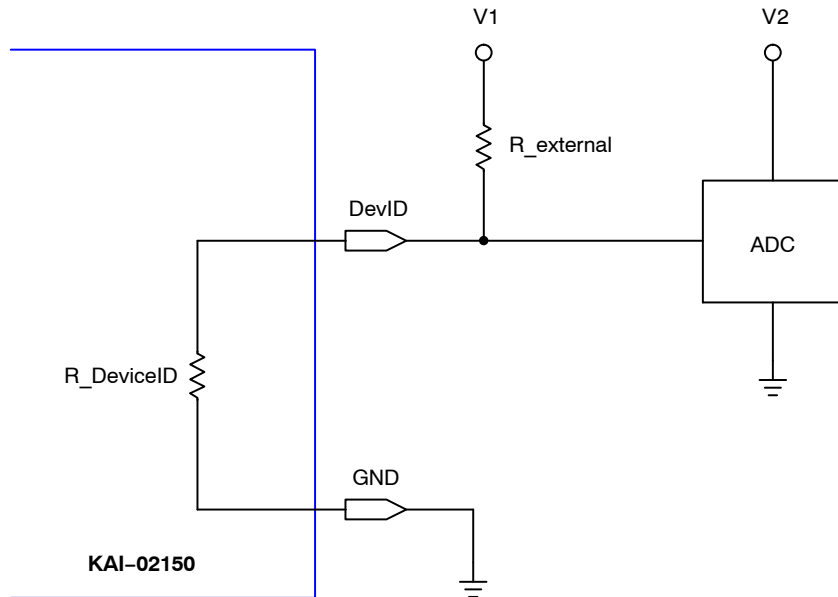 V1
V2
R_external
DevID
ADC
R_DeviceID
GND
KAI−02150